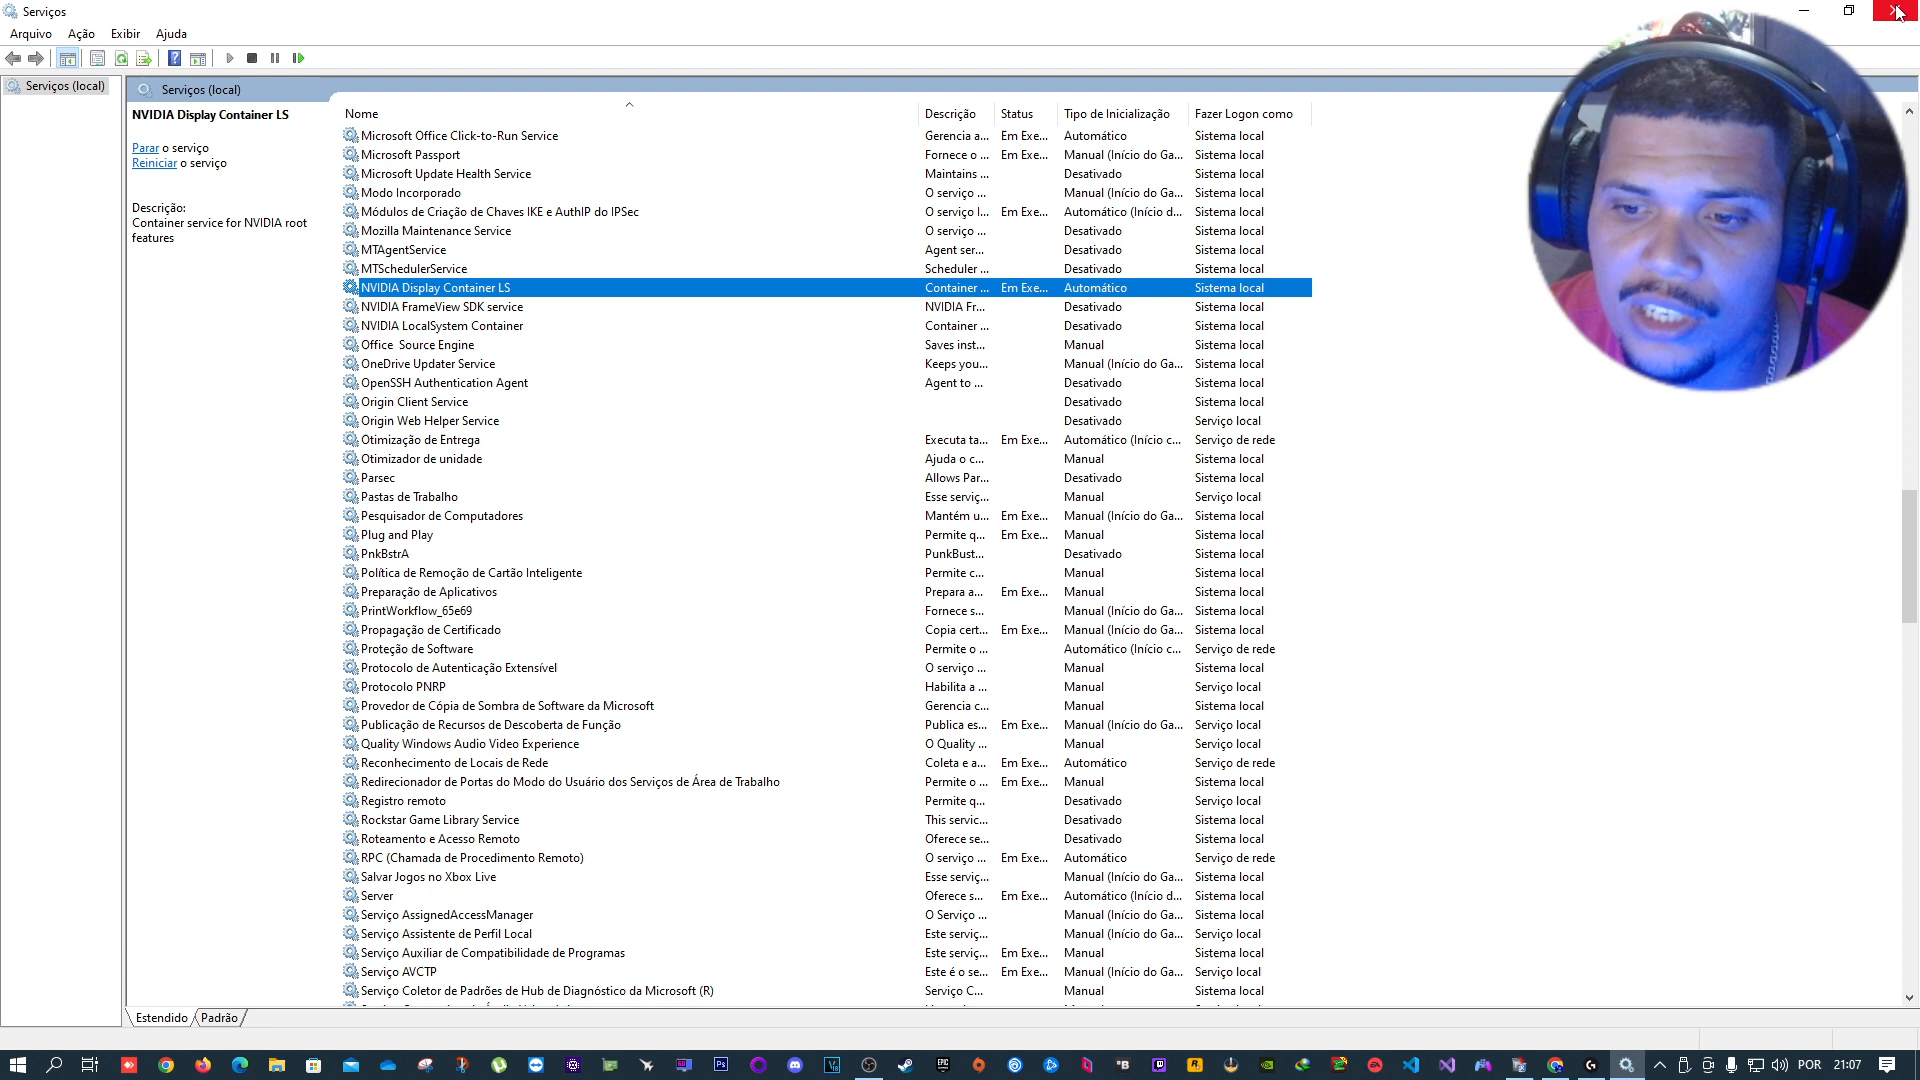 Serviços
Arquivo Ação Exibir Ajuda
Serviços (local)
Serviços (local)
NVIDIA Display Container LS
Parar o serviço
Reiniciar o serviço
Descrição:
Container service for NVIDIA root
features
Nome Descrição Status Tipo de Inicialização Fazer Logon como
Microsoft Office Click-to-Run Service Gerencia a... Em Exe... Automático Sistema local
Microsoft Passport Fornece o ... Em Exe... Manual (Início do Ga... Sistema local
Microsoft Update Health Service Maintains ... Desativado Sistema local
Modo Incorporado O serviço ... Manual (Início do Ga... Sistema local
Módulos de Criação de Chaves IKE e AuthIP do IPSec O serviço I... Em Exe... Automático (Início d... Sistema local
Mozilla Maintenance Service O serviço ... Desativado Sistema local
MTAgentService Agent ser... Desativado Sistema local
MTSchedulerService Scheduler ... Desativado Sistema local
NVIDIA Display Container LS Container ... Em Exe... Automático Sistema local
NVIDIA FrameView SDK service NVIDIA Fr... Desativado Sistema local
NVIDIA LocalSystem Container Container ... Desativado Sistema local
Office Source Engine Saves inst... Manual Sistema local
OneDrive Updater Service Keeps you... Manual (Início do Ga... Sistema local
OpenSSH Authentication Agent Agent to ... Desativado Sistema local
Origin Client Service Desativado Sistema local
Origin Web Helper Service Desativado Serviço local
Otimização de Entrega Executa ta... Em Exe... Automático (Início c... Serviço de rede
Otimizador de unidade Ajuda o c... Manual Sistema local
Parsec Allows Par... Desativado Sistema local
Pastas de Trabalho Esse serviç... Manual Serviço local
Pesquisador de Computadores Mantém u... Em Exe... Manual (Início do Ga... Sistema local
Plug and Play Permite q... Em Exe... Manual Sistema local
PnkBstrA PunkBust... Desativado Sistema local
Política de Remoção de Cartão Inteligente Permite c... Manual Sistema local
Preparação de Aplicativos Prepara a... Em Exe... Manual Sistema local
PrintWorkflow_65e69 Fornece s... Manual (Início do Ga... Sistema local
Propagação de Certificado Copia cert... Em Exe... Manual (Início do Ga... Sistema local
Proteção de Software Permite o ... Automático (Início c... Serviço de rede
Protocolo de Autenticação Extensível O serviço ... Manual Sistema local
Protocolo PNRP Habilita a ... Manual Serviço local
Provedor de Cópia de Sombra de Software da Microsoft Gerencia c... Manual Sistema local
Publicação de Recursos de Descoberta de Função Publica es... Em Exe... Manual (Início do Ga... Serviço local
Quality Windows Audio Video Experience O Quality ... Manual Serviço local
Reconhecimento de Locais de Rede Coleta e a... Em Exe... Automático Serviço de rede
Redirecionador de Portas do Modo do Usuário dos Serviços de Área de Trabalho Permite o ... Em Exe... Manual Sistema local
Registro remoto Permite q... Desativado Serviço local
Rockstar Game Library Service This servic... Desativado Sistema local
Roteamento e Acesso Remoto Oferece se... Desativado Sistema local
RPC (Chamada de Procedimento Remoto) O serviço ... Em Exe... Automático Serviço de rede
Salvar Jogos no Xbox Live Esse serviç... Manual (Início do Ga... Sistema local
Server Oferece s... Em Exe... Automático (Início d... Sistema local
Serviço AssignedAccessManager O Serviço ... Manual (Início do Ga... Sistema local
Serviço Assistente de Perfil Local Este serviç... Manual (Início do Ga... Serviço local
Serviço Auxiliar de Compatibilidade de Programas Este serviç... Em Exe... Manual Sistema local
Serviço AVCTP Este é o se... Em Exe... Manual (Início do Ga... Serviço local
Serviço Coletor de Padrões de Hub de Diagnóstico da Microsoft (R) Serviço C... Manual Sistema local
Estendido Padrão
POR 21:07